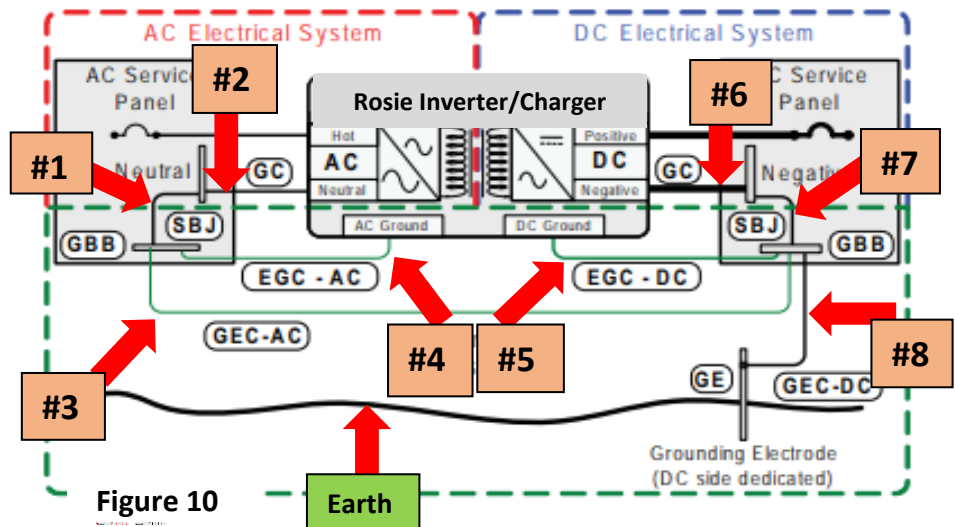 AC Electrical System
DC Electrical System
AC Service
Panel
#2
Rosie Inverter/Charger
#6
Service
Panel
#1
Neutral
GC
Hot
AC
Neutral
Positive
DC
Negative
GC
#7
SBJ
GBB
AC Ground
DC Ground
SBJ
GBB
EGC - AC
EGC - DC
GEC-AC
#4
#5
#8
#3
GE
GEC-DC
Grounding Electrode
(DC side dedicated)
Figure 10
Earth